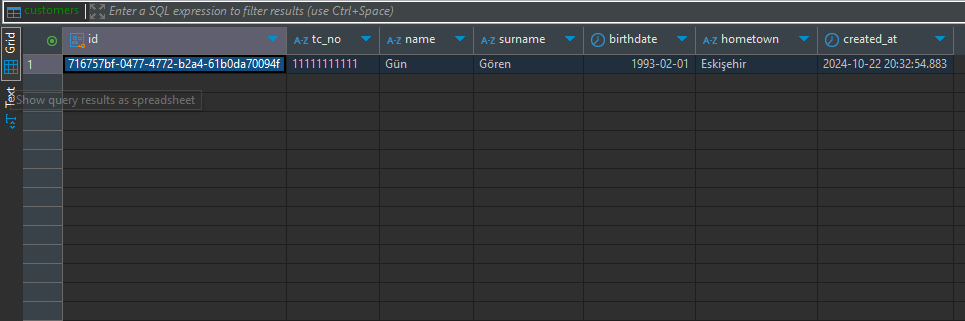 customers Enter a SQL expression to filter results (use Ctrl+Space)
Grid
id tc_no name surname birthdate hometown created_at
1 716757bf-0477-4772-b2a4-61b0da70094f 11111111111 Gün Gören 1993-02-01 Eskişehir 2024-10-22 20:32:54.883
Text
Show query results as spreadsheet